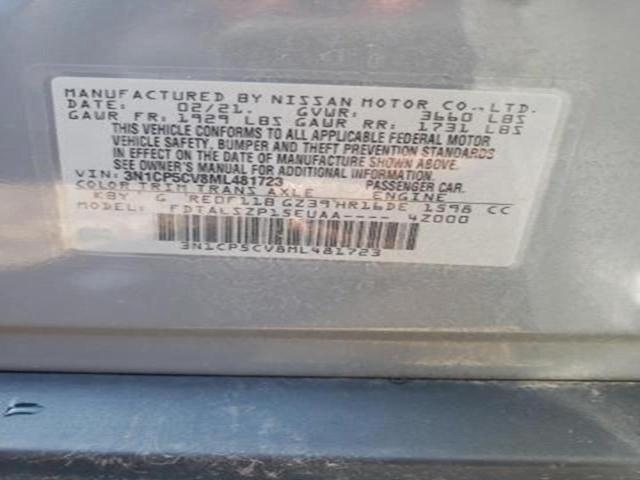 MANUFACTURED BY NISSAN MOTOR CO.,LTD.
DATE: 02/21. GVWR: 3660 LBS
GAWR FR: 1929 LBS GAWR RR: 1731 LBS
THIS VEHICLE CONFORMS TO ALL APPLICABLE FEDERAL MOTOR
VEHICLE SAFETY, BUMPER AND THEFT PREVENTION STANDARDS
IN EFFECT ON THE DATE OF MANUFACTURE SHOWN ABOVE.
SEE OWNER'S MANUAL FOR ADDITIONAL INFORMATION.
VIN: 3N1CP5CV8ML481723 PASSENGER CAR.
COLOR TRIM TRANS AXLE ENGINE
KBY G RE0F11B GZ39 HR16DE 1598 CC
FDTALSZP15EUAA---- 4Z000
3N1CP5CV8ML481723